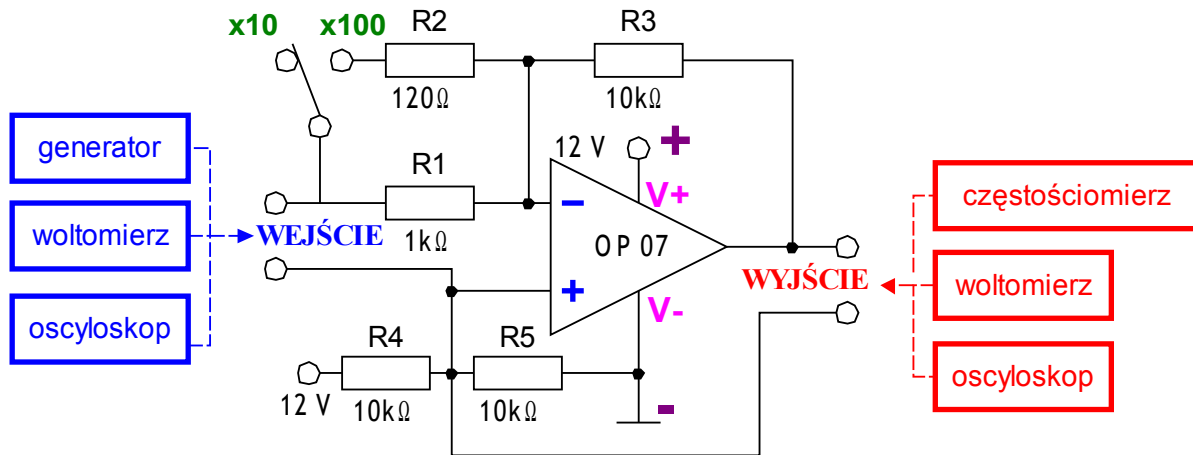 x10
x100
R2
R3
120Ω
10kΩ
generator
woltomierz
oscyloskop
WEJŚCIE
R1
1kΩ
12 V
+
V+
−
OP 07
+
V-
WYJŚCIE
częstościomierz
woltomierz
oscyloskop
R4
R5
12 V
10kΩ
10kΩ
-